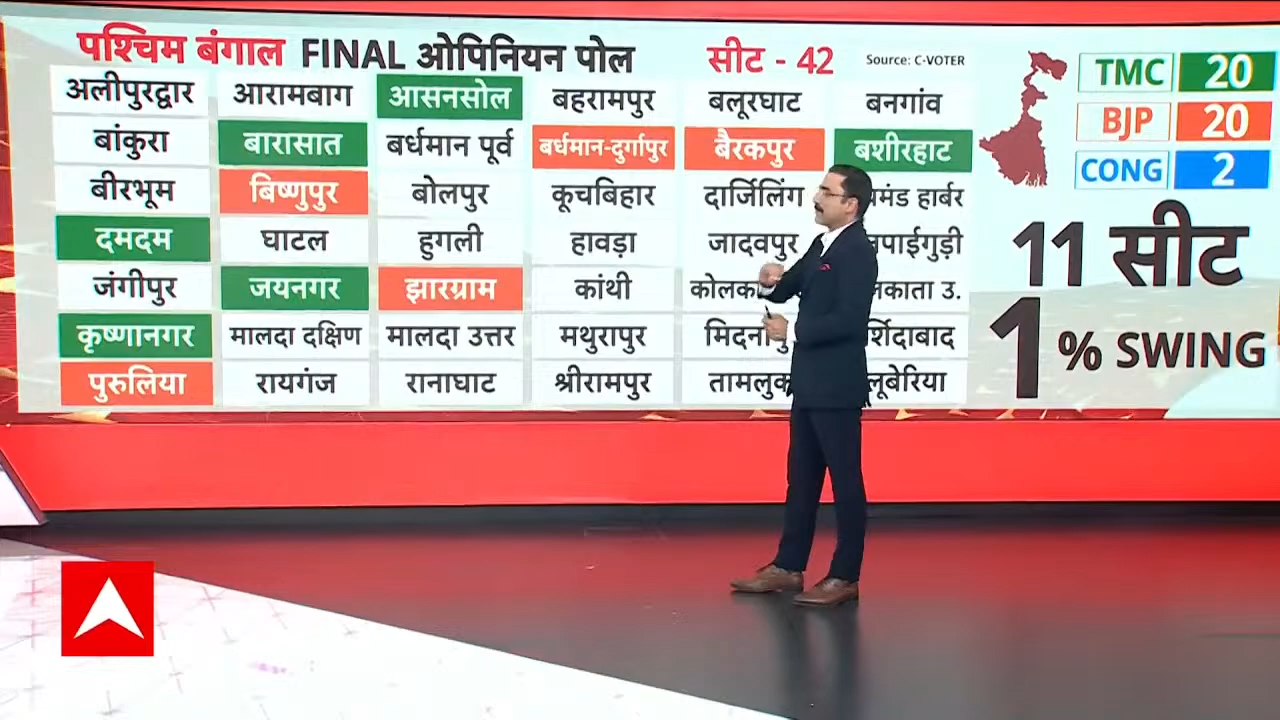 पश्चिम बंगाल FINAL ओपिनियन पोल सीट - 42 Source: C-VOTER
अलीपुरद्वार आरामबाग आसनसोल बहरामपुर बलूरघाट बनगांव
बांकुरा बारासात बर्धमान पूर्व बर्धमान-दुर्गापुर बैरकपुर बशीरहाट
बीरभूम बिष्णुपुर बोलपुर कूचबिहार दार्जिलिंग हार्बर
दमदम घाटल हुगली हावड़ा जादवपुर
जंगीपुर जयनगर झारग्राम कांथी उ.
कृष्णानगर मालदा दक्षिण मालदा उत्तर मथुरापुर
पुरुलिया रायगंज रानाघाट श्रीरामपुर तामलुक
TMC 20
BJP 20
CONG 2
11 सीट
1% SWING